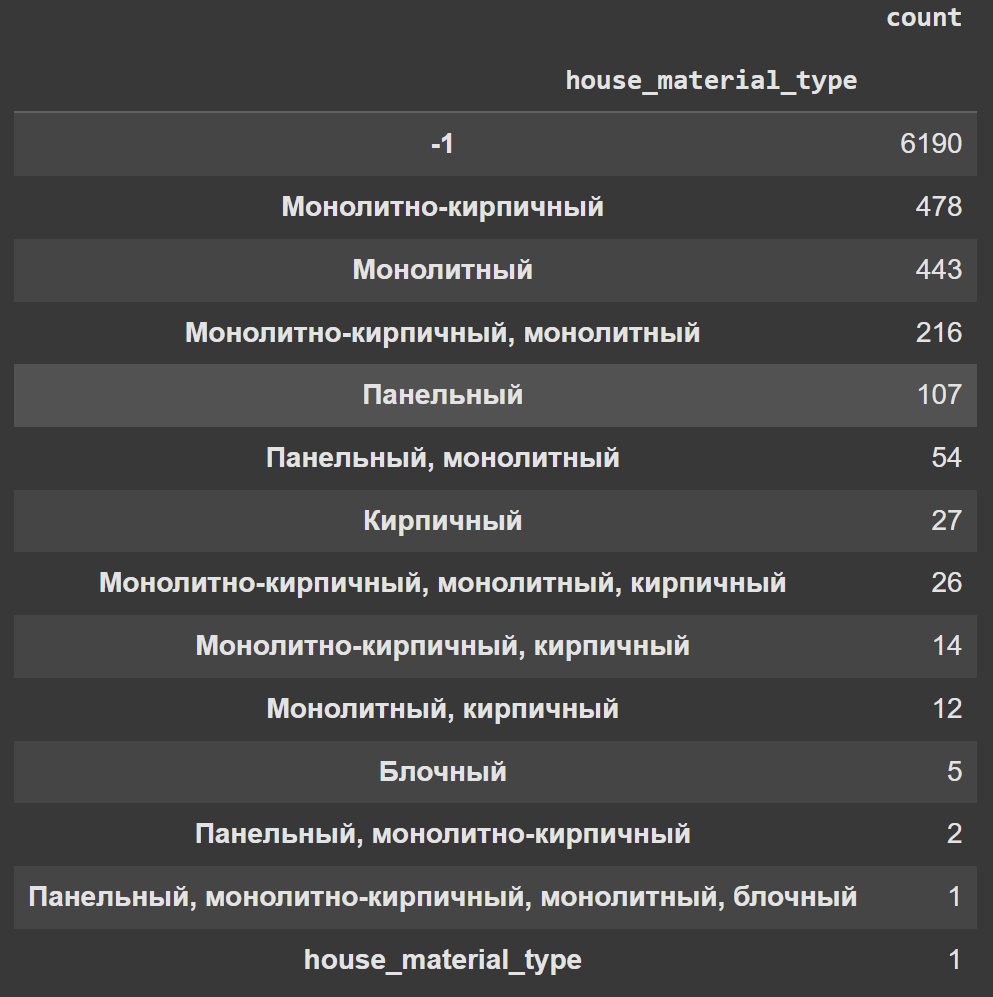 count
house_material_type
-1 6190
Монолитно-кирпичный 478
Монолитный 443
Монолитно-кирпичный, монолитный 216
Панельный 107
Панельный, монолитный 54
Кирпичный 27
Монолитно-кирпичный, монолитный, кирпичный 26
Монолитно-кирпичный, кирпичный 14
Монолитный, кирпичный 12
Блочный 5
Панельный, монолитно-кирпичный 2
Панельный, монолитно-кирпичный, монолитный, блочный 1
house_material_type 1